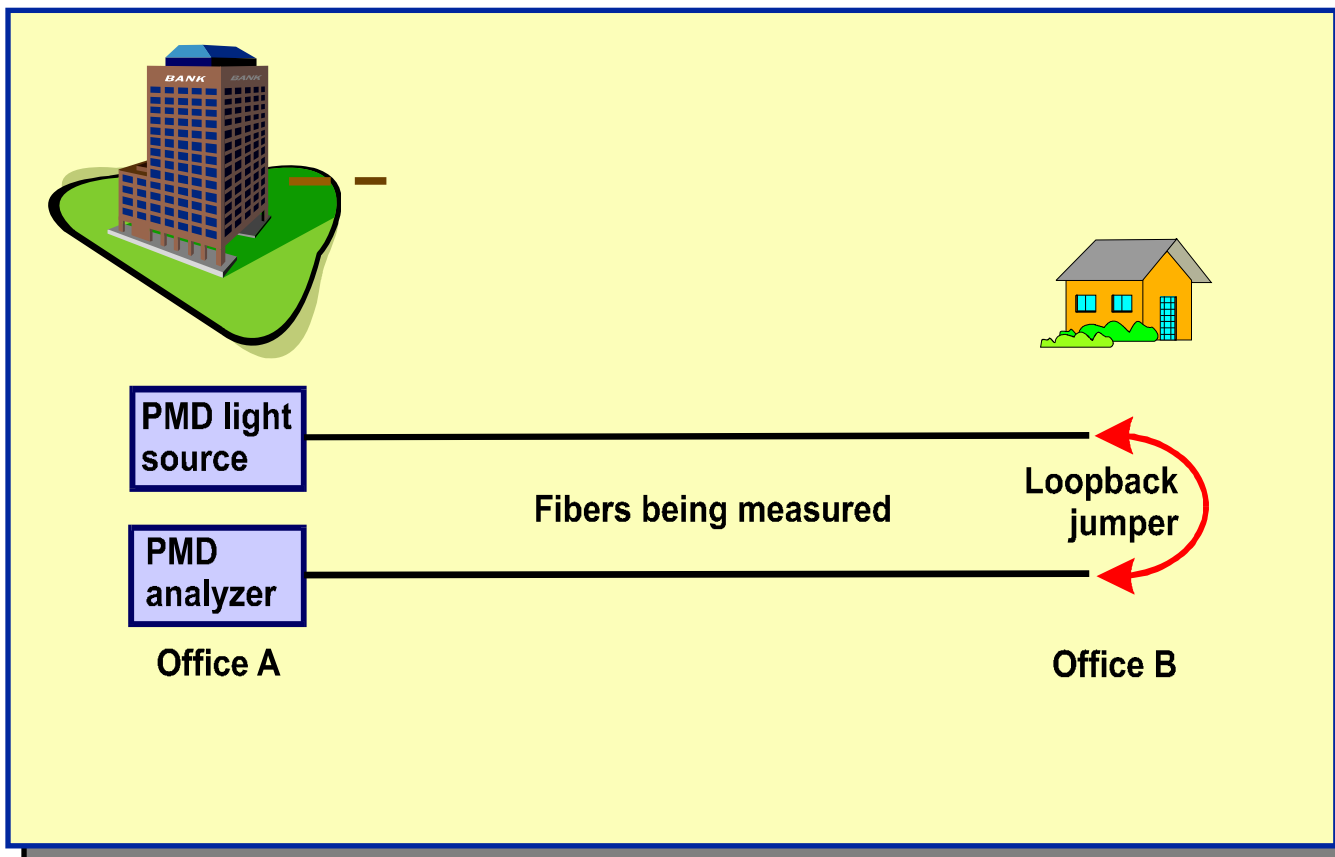 BANK
BANK
PMD light
source
Fibers being measured
Loopback
jumper
PMD
analyzer
Office A
Office B